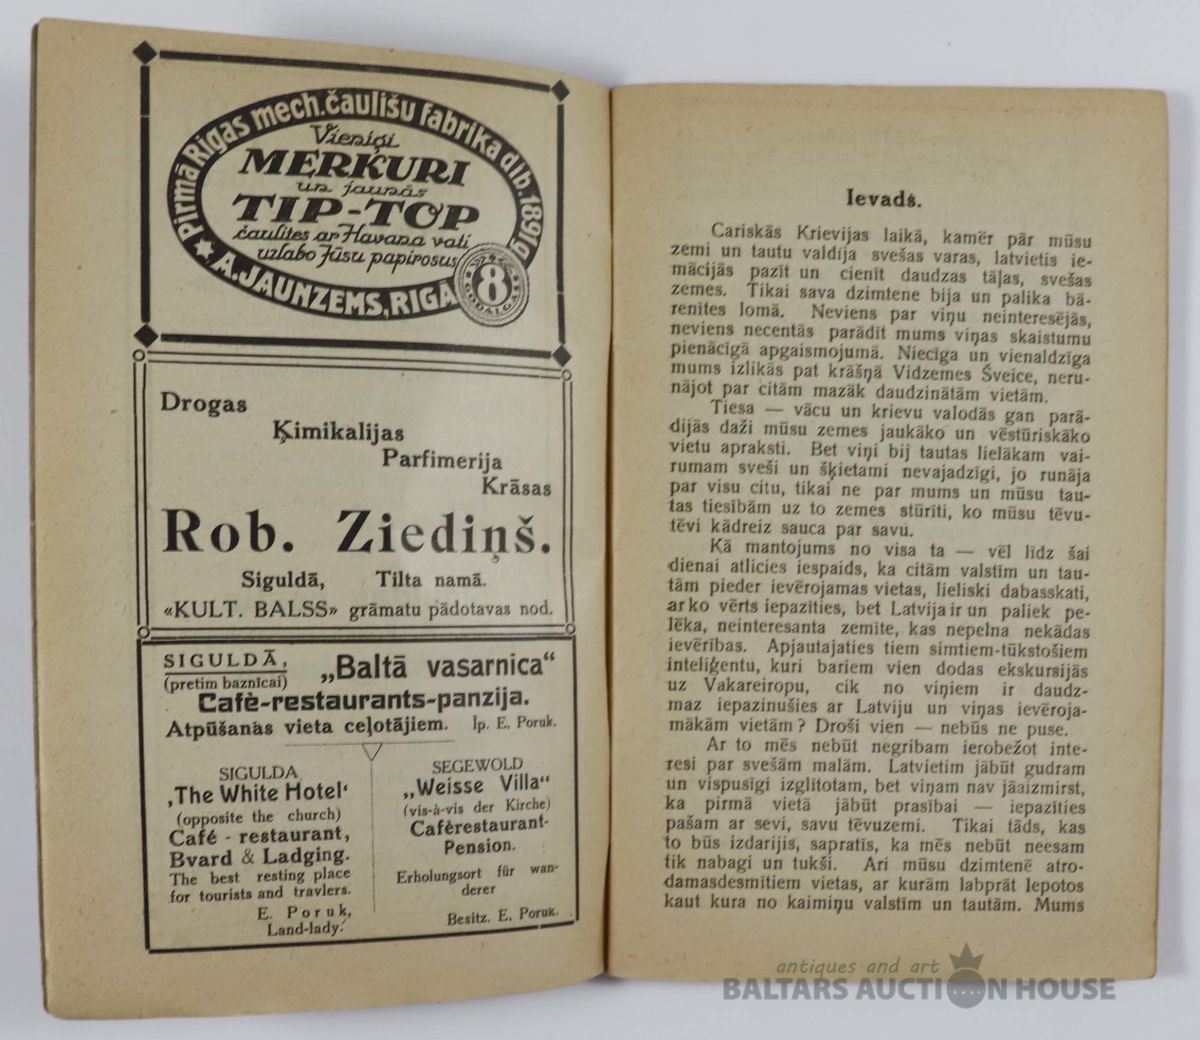 Pirmā Rīgas mech. čaulīšu fabrika dib. 1891g
Vienīgi
MERKURI
un jaunās
TIP-TOP
čaulītes ar Havana vati
uzlabo Jūsu papirosus
A. JAUNZEMS, RIGĀ
8
GODALGAS
Drogas
Ķimikalijas
Parfimerija
Krāsas
Rob. Ziediņš.
Siguldā, Tilta namā.
«KULT. BALSS» grāmatu pādotavas nod.
SIGULDĀ,
(pretim baznīcai)
„Baltā vasarnica“
Cafè-restaurants-panzija.
Atpūšanās vieta ceļotājiem. Īp. E. Poruk.
SIGULDA
‚The White Hotel‘
(opposite the church)
Café - restaurant,
Bvard & Ladging.
The best resting place
for tourists and travlers.
E. Poruk,
Land-lady.
SEGEWOLD
„Weisse Villa“
(vis-à-vis der Kirche)
Cafèrestaurant-
Pension.
Erholungsort für wan-
derer
Besitz. E. Poruk.
Ievads.
Cariskās Krievijas laikā, kamēr pār mūsu
zemi un tautu valdīja svešas varas, latvietis ie-
mācijās pazīt un cienīt daudzas tāļas, svešas
zemes. Tikai sava dzimtene bija un palika bā-
renītes lomā. Neviens par viņu neinteresējās,
neviens necentās parādīt mums viņas skaistumu
pienācīgā apgaismojumā. Niecīga un vienaldzīga
mums izlikās pat krāšņā Vidzemes Šveice, neru-
nājot par citām mazāk daudzinātām vietām.
Tiesa — vācu un krievu valodās gan parā-
dijās daži mūsu zemes jaukāko un vēstūriskāko
vietu apraksti. Bet viņi bij tautas lielākam vai-
rumam sveši un šķietami nevajadzīgi, jo runāja
par visu citu, tikai ne par mums un mūsu tau-
tas tiesībām uz to zemes stūrīti, ko mūsu tēvu-
tēvi kādreiz sauca par savu.
Kā mantojums no visa ta — vēl līdz šai
dienai atlicies iespaids, ka citām valstīm un tau-
tām pieder ievērojamas vietas, lieliski dabasskati,
ar ko vērts iepazīties, bet Latvija ir un paliek pe-
lēka, neinteresanta zemīte, kas nepelna nekādas
ievērības. Apjautajaties tiem simtiem-tūkstošiem
inteliģentu, kuri bariem vien dodas ekskursijās
uz Vakareiropu, cik no viņiem ir daudz-
maz iepazinušies ar Latviju un viņas ievēroja-
mākām vietām? Droši vien — nebūs ne puse.
Ar to mēs nebūt negribam ierobežot inte-
resi par svešām malām. Latvietim jābūt gudram
un vispusīgi izglītotam, bet viņam nav jāaizmirst,
ka pirmā vietā jābūt prasībai — iepazīties
pašam ar sevi, savu tēvuzemi. Tikai tāds, kas
to būs izdarijis, sapratīs, ka mēs nebūt neesam
tik nabagi un tukši. Ari mūsu dzimtenē atro-
damasdesmitiem vietas, ar kurām labprāt lepotos
kaut kura no kaimiņu valstīm un tautām. Mums
antiques and art
BALTARS AUCTION HOUSE